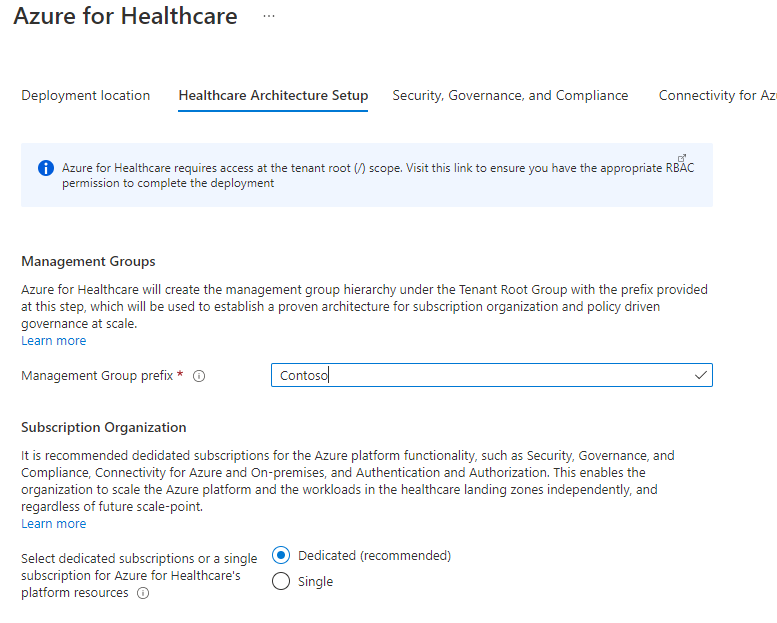 Azure for Healthcare ...
Deployment location Healthcare Architecture Setup Security, Governance, and Compliance Connectivity for Az
Azure for Healthcare requires access at the tenant root (/) scope. Visit this link to ensure you have the appropriate RBAC
permission to complete the deployment
Management Groups
Azure for Healthcare will create the management group hierarchy under the Tenant Root Group with the prefix provided
at this step, which will be used to establish a proven architecture for subscription organization and policy driven
governance at scale.
Learn more
Management Group prefix * Contoso
Subscription Organization
It is recommended dedidated subscriptions for the Azure platform functionality, such as Security, Governance, and
Compliance, Connectivity for Azure and On-premises, and Authentication and Authorization. This enables the
organization to scale the Azure platform and the workloads in the healthcare landing zones independently, and
regardless of future scale-point.
Learn more
Select dedicated subscriptions or a single
subscription for Azure for Healthcare's
platform resources
Dedicated (recommended)
Single